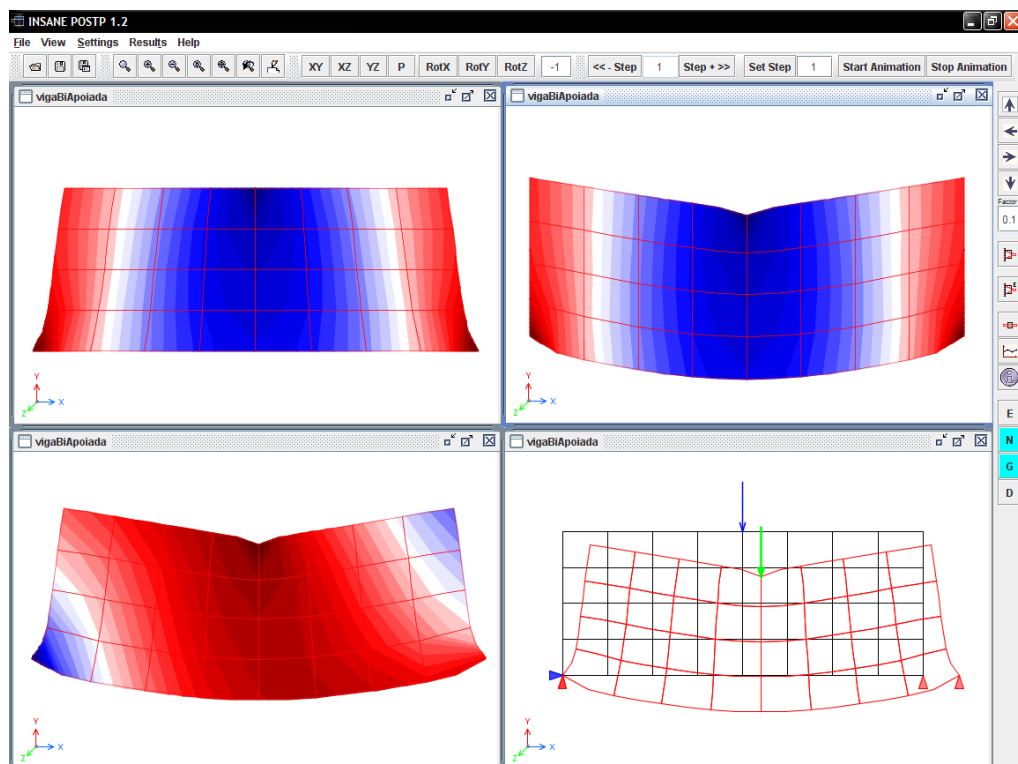 INSANE POSTP 1.2
File View Settings Results Help
XY XZ YZ P RotX RotY RotZ -1 << - Step 1 Step + >> Set Step 1 Start Animation Stop Animation
vigaBiApoiada
vigaBiApoiada
Factor
0.1
E
Y
X
Z
Y
X
Z
E
N
G
D
vigaBiApoiada
vigaBiApoiada
Y
X
Z
Y
X
Z